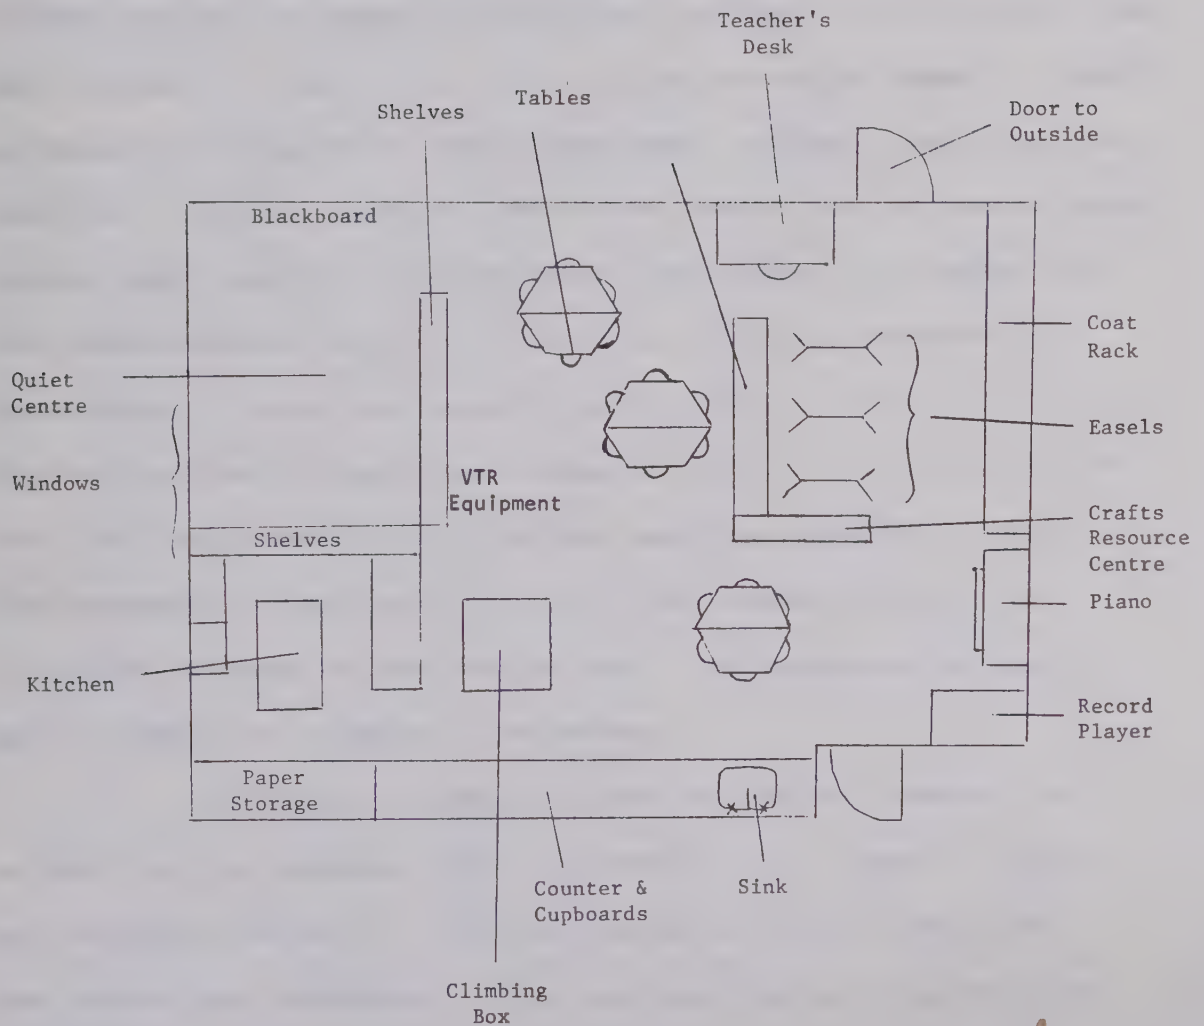 Teacher's
Desk
Tables
Shelves
Door to
Outside
Blackboard
Coat
Rack
Quiet
Centre
Easels
Windows
VTR
Equipment
Crafts
Resource
Centre
Shelves
Piano
Kitchen
Record
Player
Paper
Storage
Counter &
Cupboards
Sink
Climbing
Box